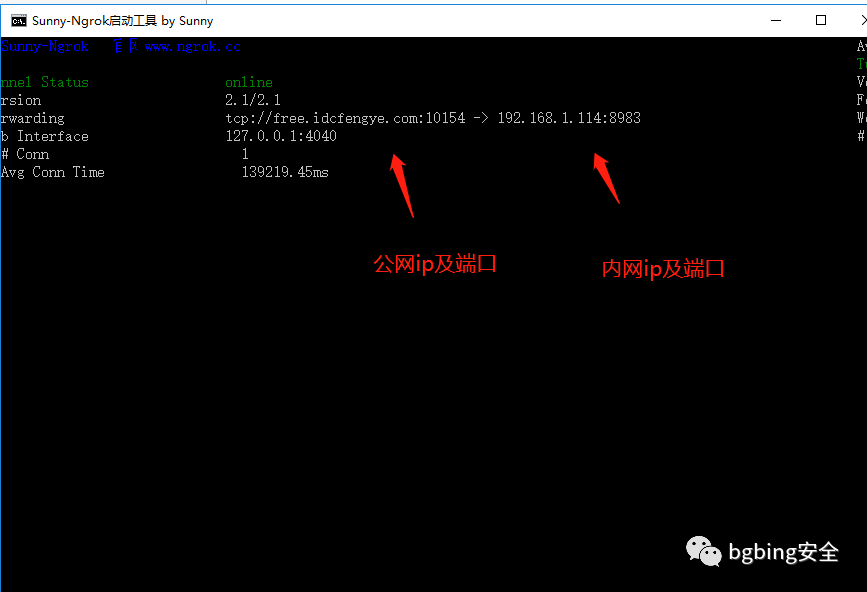 Sunny-Ngrok启动工具 by Sunny
Sunny-Ngrok 官网 www.ngrok.cc
nnel Status online
rsion 2.1/2.1
rwarding tcp://free.idcfengye.com:10154 -> 192.168.1.114:8983
b Interface 127.0.0.1:4040
# Conn 1
Avg Conn Time 139219.45ms
A
T
V
F
W
#
公网ip及端口
内网ip及端口
bgbing安全